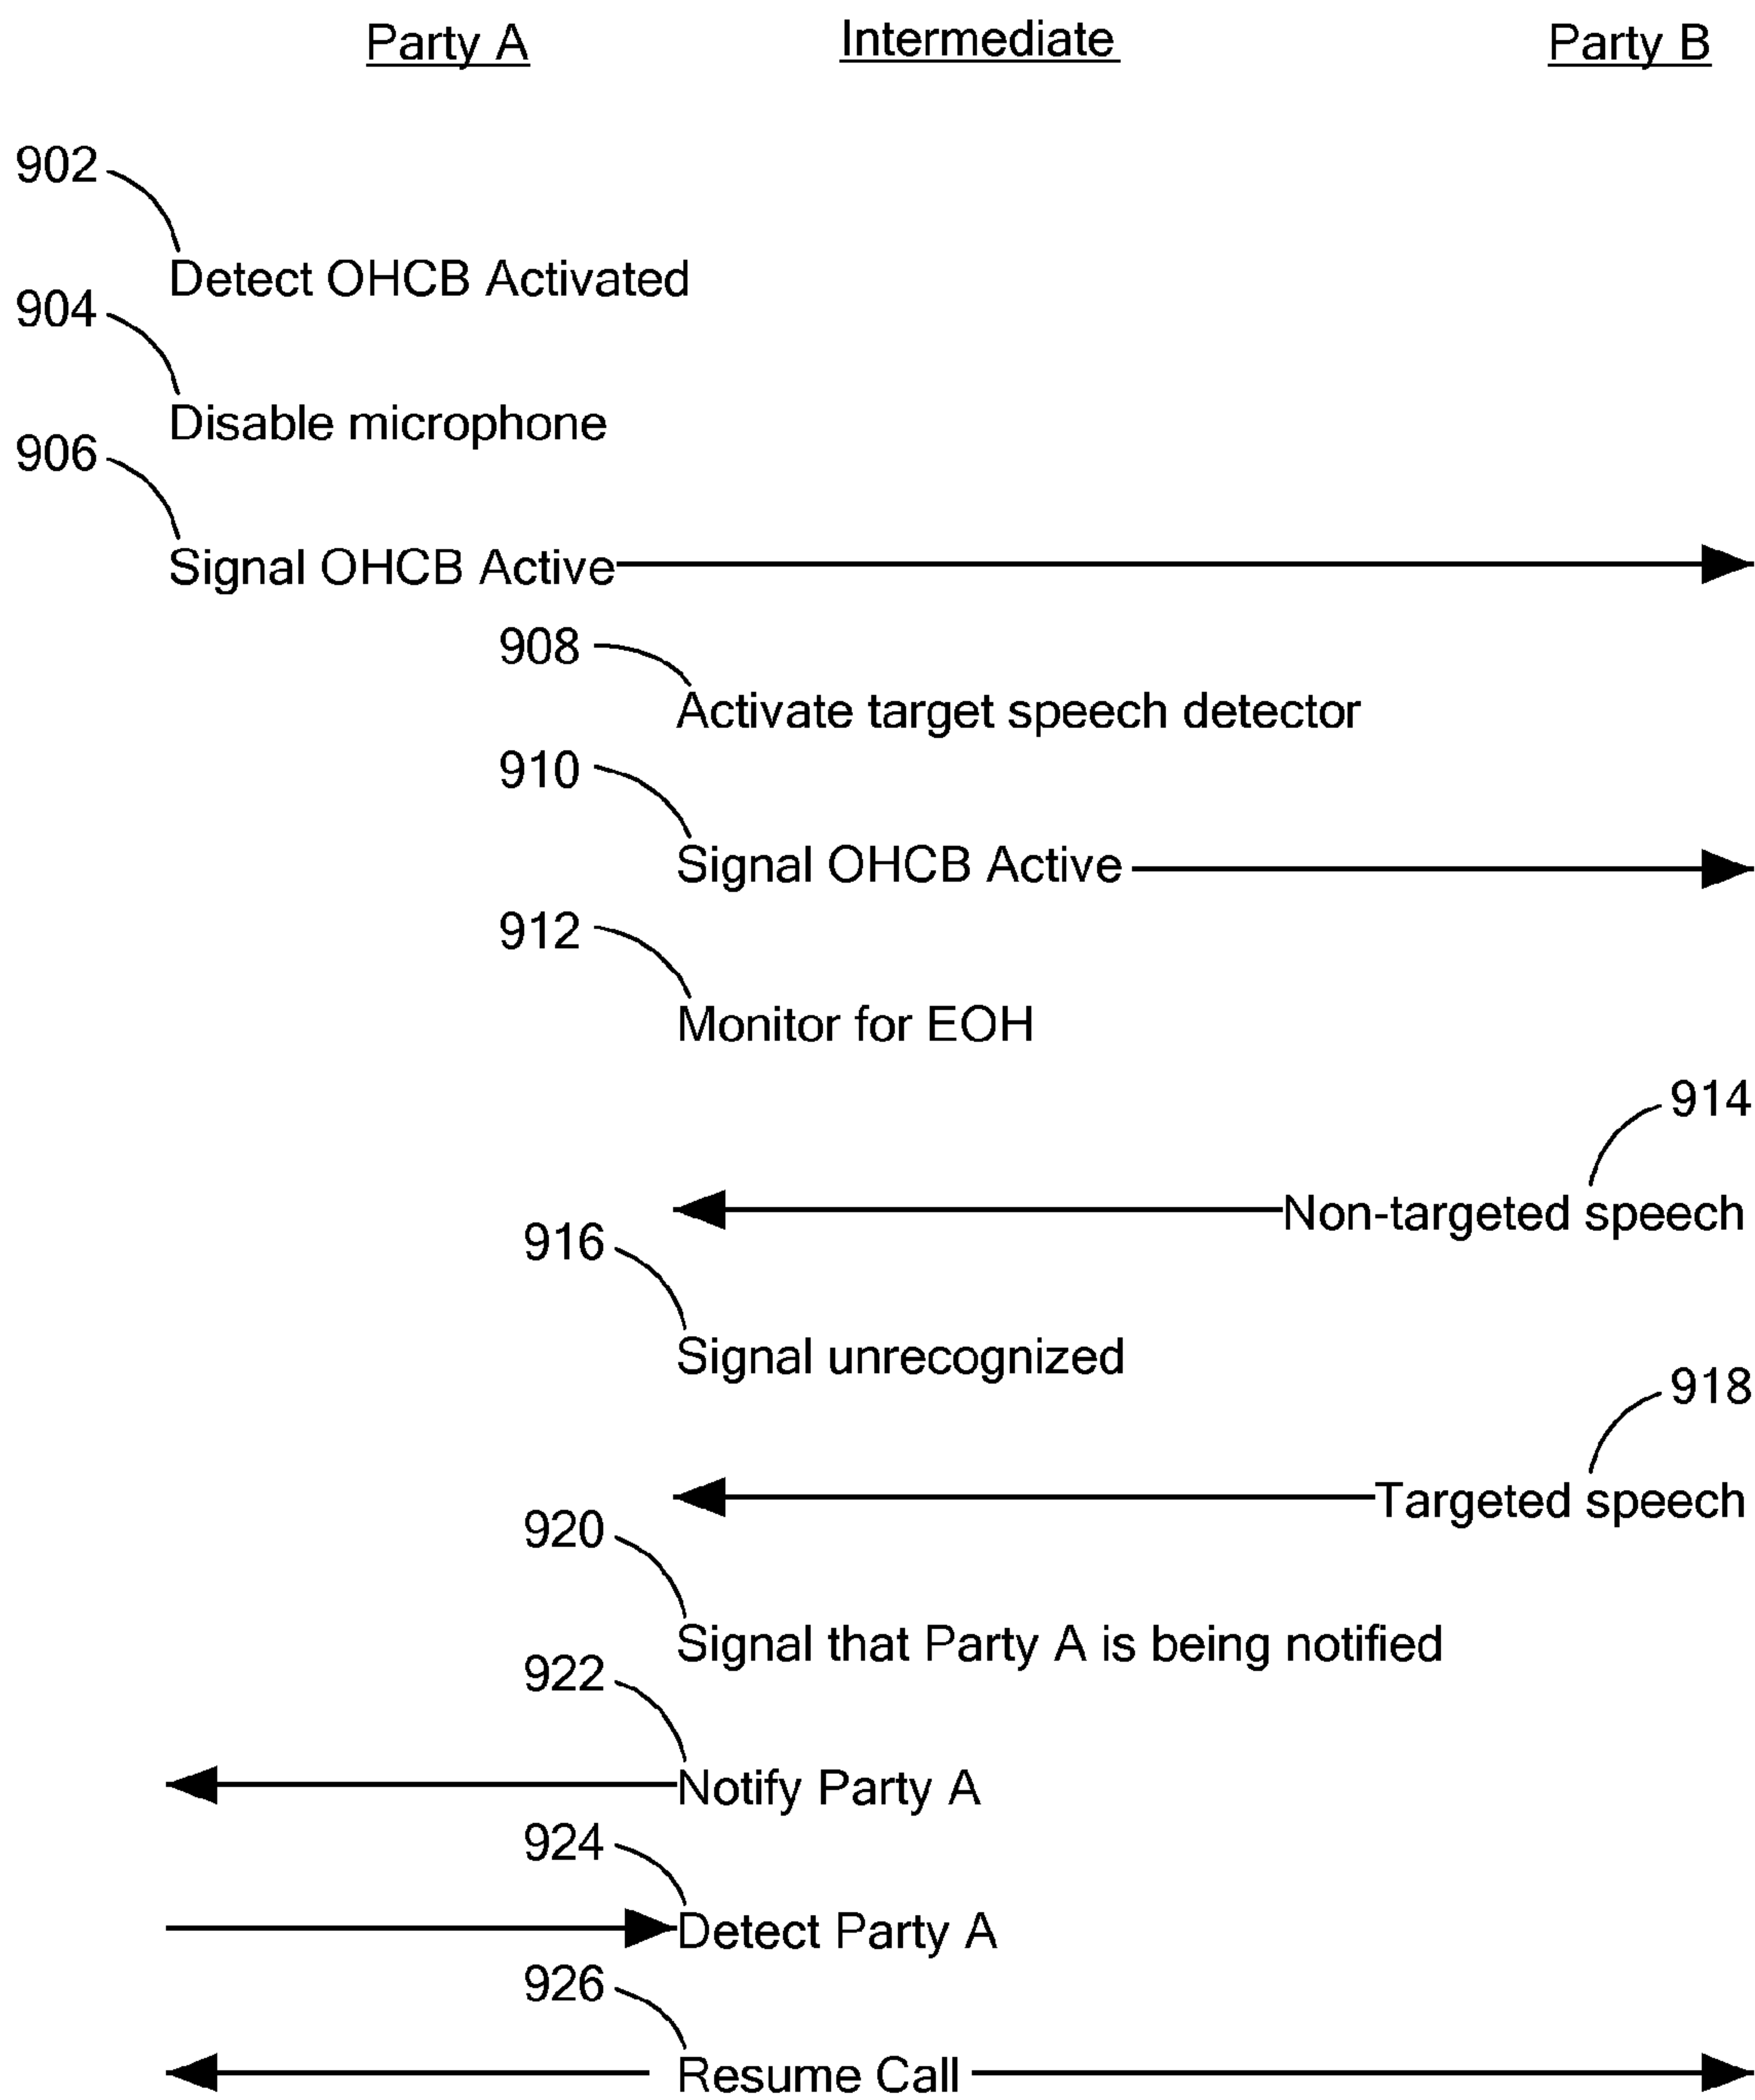 Party A Intermediate Party B
902
Detect OHCB Activated
904
Disable microphone
906
Signal OHCB Active
908
Activate target speech detector
910
Signal OHCB Active
912
Monitor for EOH
914
Non-targeted speech
916
Signal unrecognized
918
Targeted speech
920
Signal that Party A is being notified
922
Notify Party A
924
Detect Party A
926
Resume Call